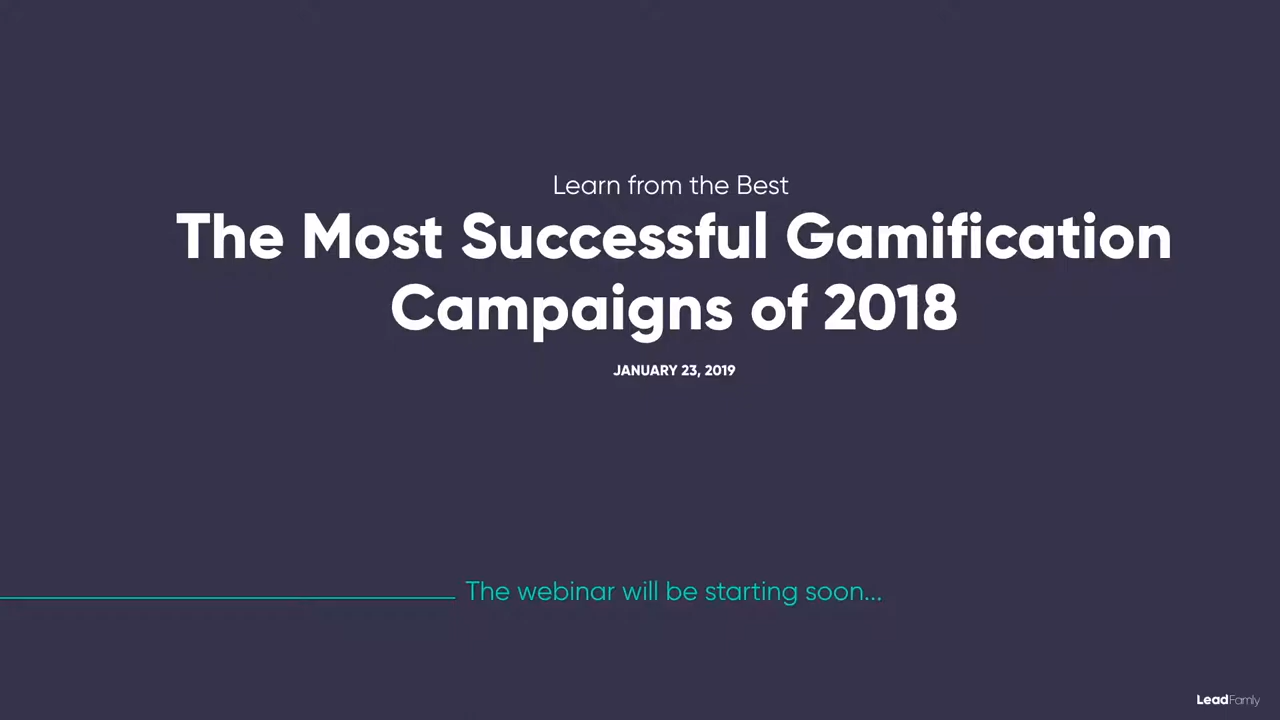 Learn from the Best
The Most Successful Gamification
Campaigns of 2018
JANUARY 23, 2019
The webinar will be starting soon...
LeadFamly